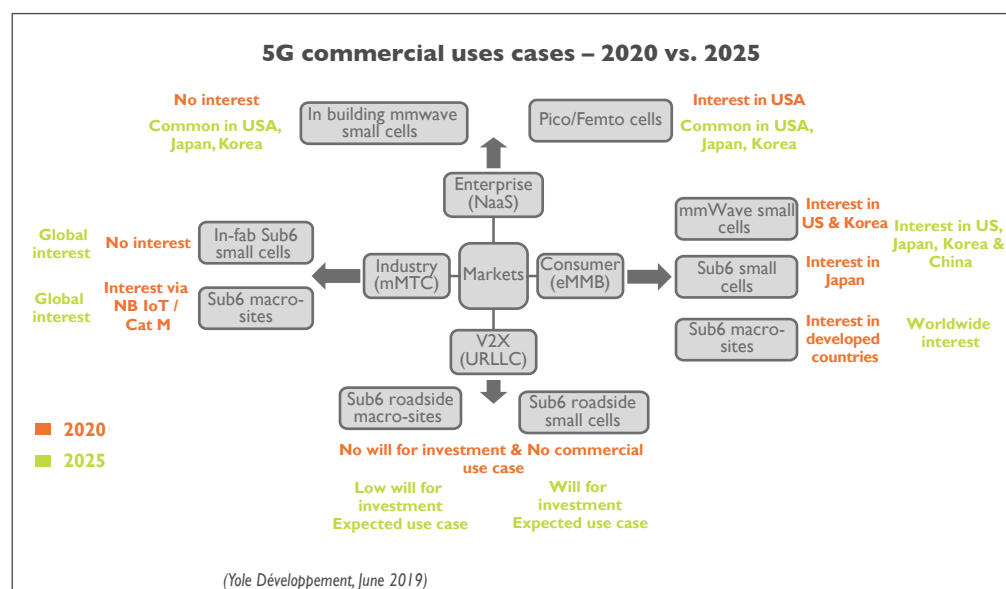 5G commercial uses cases – 2020 vs. 2025
No interest
Common in USA,
Japan, Korea
In building mmwave
small cells
Pico/Femto cells
Interest in USA
Common in USA,
Japan, Korea
Enterprise
(NaaS)
Global
interest
No interest
In-fab Sub6
small cells
Global
interest
Interest via
NB IoT /
Cat M
Sub6 macro-
sites
Industry
(mMTC)
Markets
Consumer
(eMMB)
mmWave small
cells
Interest in
US & Korea
Sub6 small
cells
Interest in
Japan
Interest in US,
Japan, Korea &
China
Sub6 macro-
sites
Interest in
developed
countries
Worldwide
interest
V2X
(URLLC)
Sub6 roadside
macro-sites
Sub6 roadside
small cells
No will for investment & No commercial
use case
Low will for
investment
Expected use case
Will for
investment
Expected use case
2020
2025
(Yole Développement, June 2019)